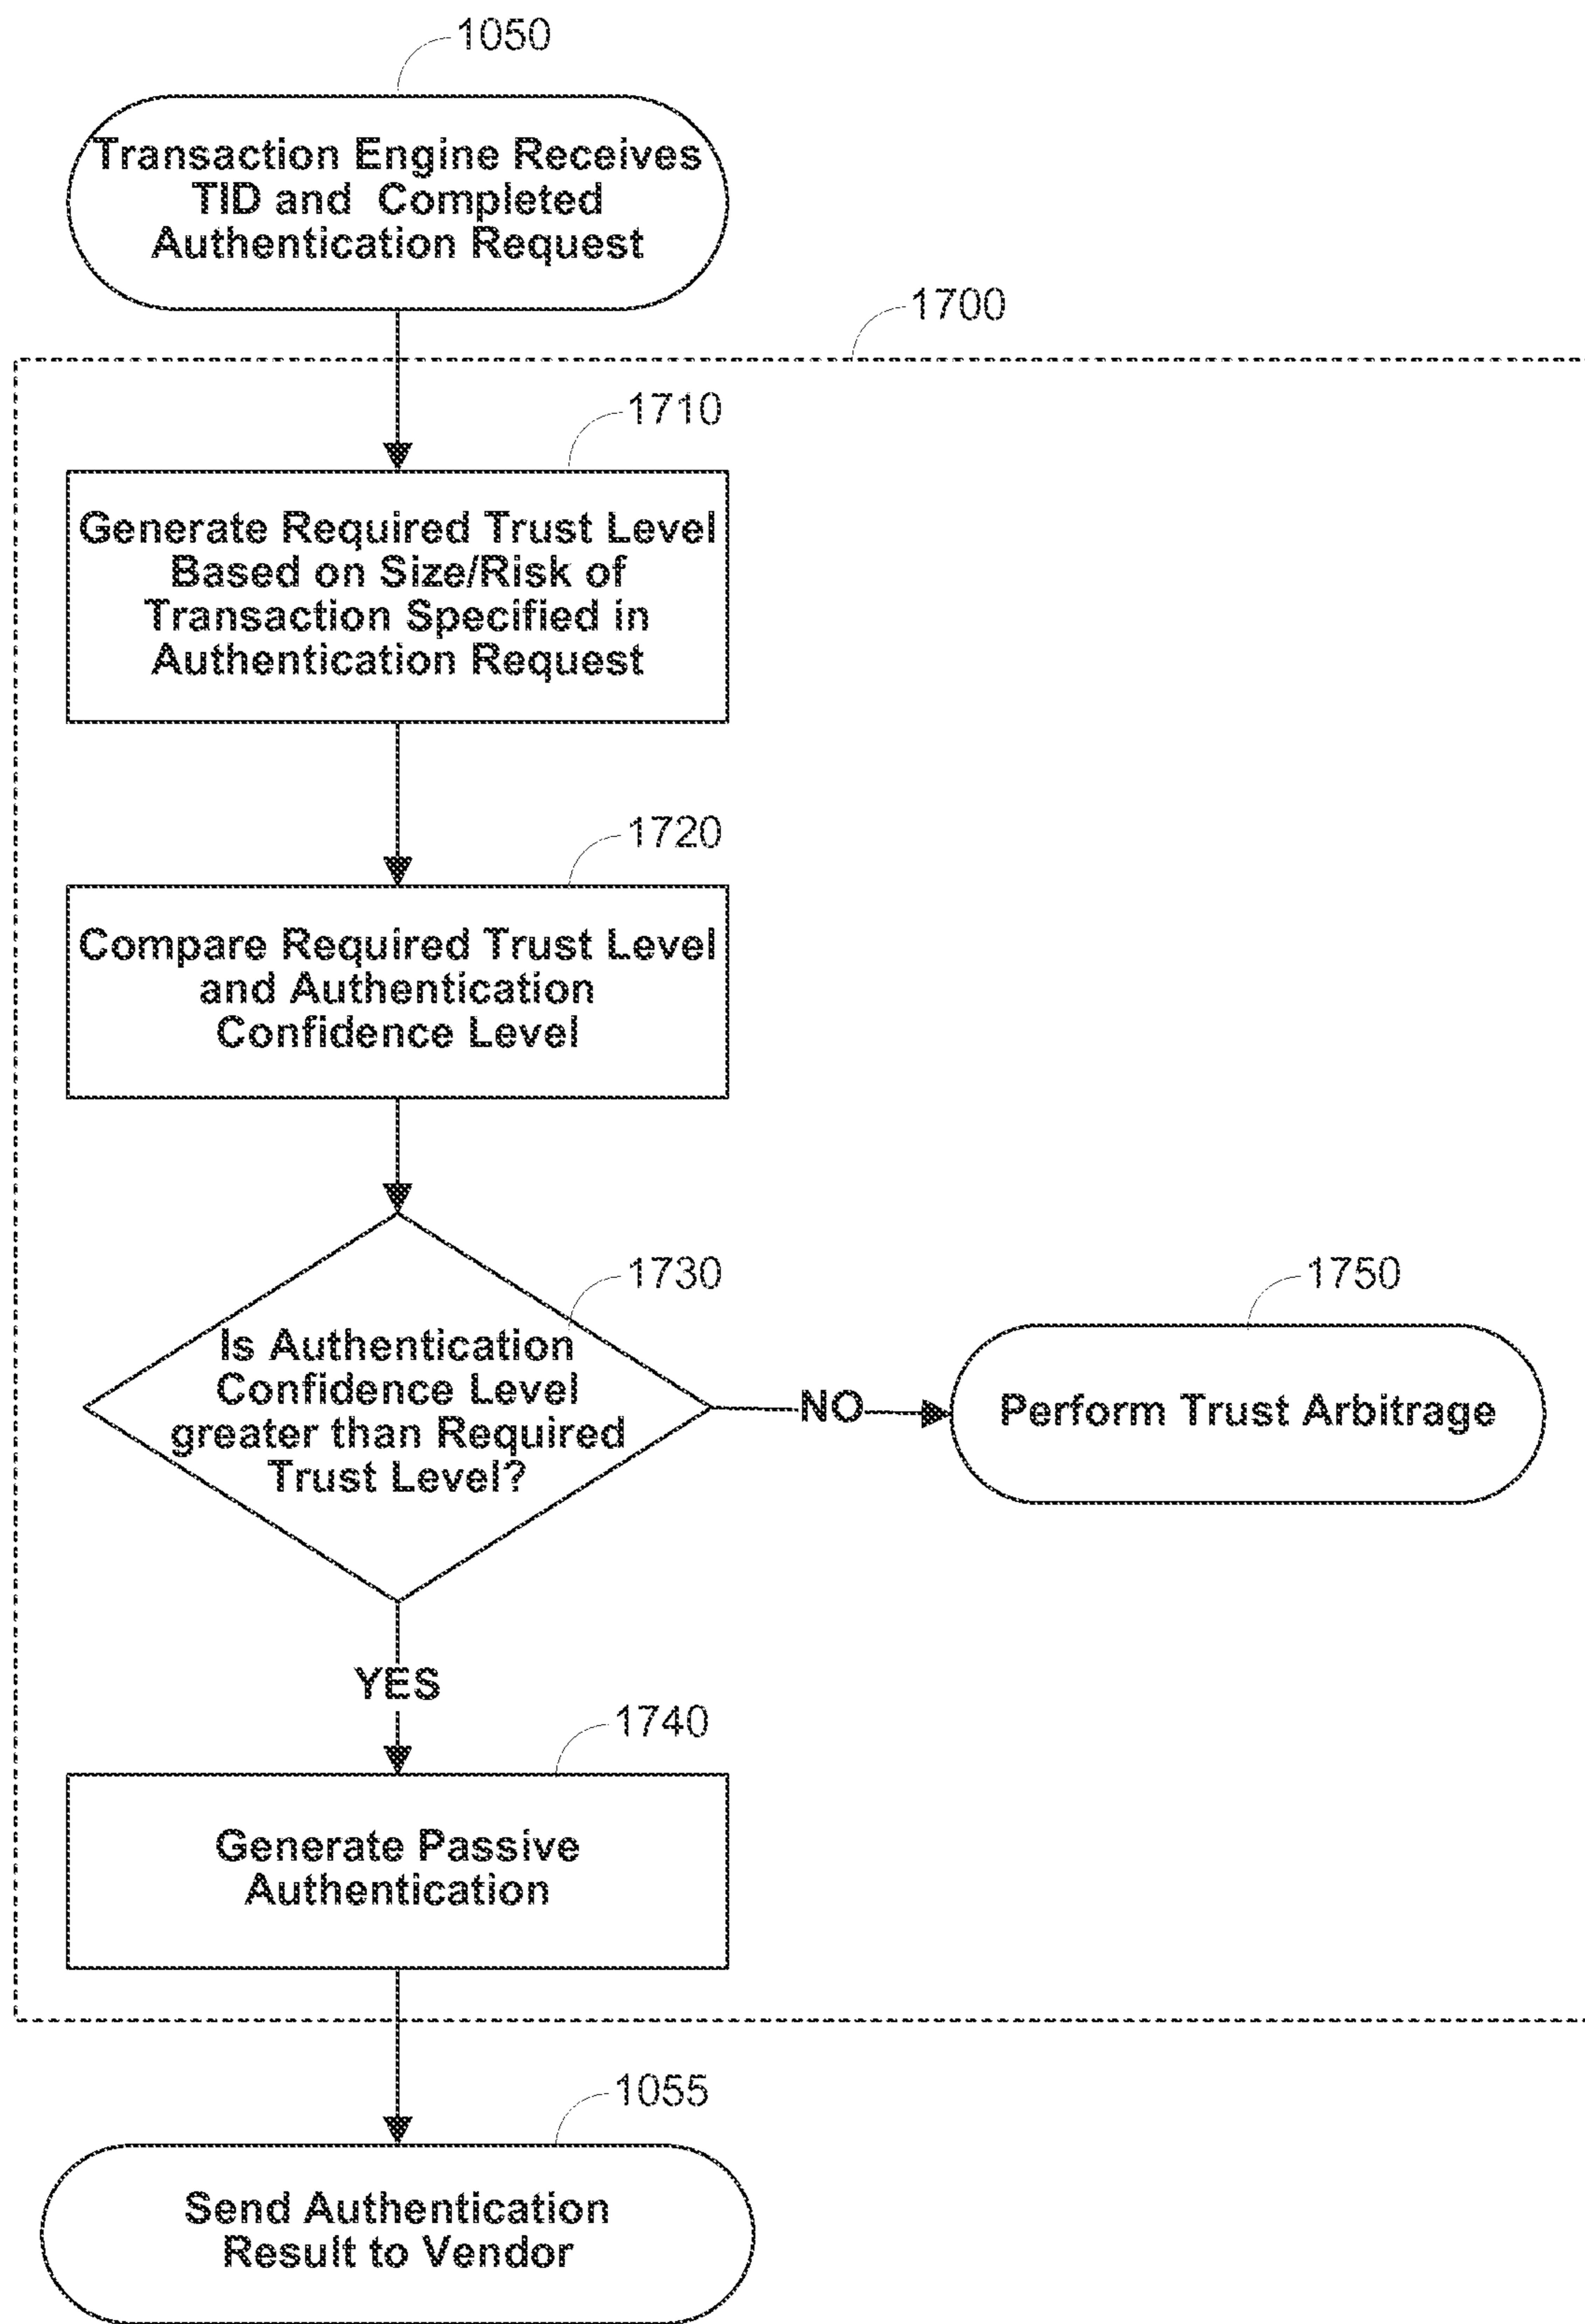 1050
Transaction Engine Receives
TID and Completed
Authentication Request
1700
1710
Generate Required Trust Level
Based on Size/Risk of
Transaction Specified in
Authentication Request
1720
Compare Required Trust Level
and Authentication
Confidence Level
1730
Is Authentication
Confidence Level
greater than Required
Trust Level?
NO
1750
Perform Trust Arbitrage
YES
1740
Generate Passive
Authentication
1055
Send Authentication
Result to Vendor